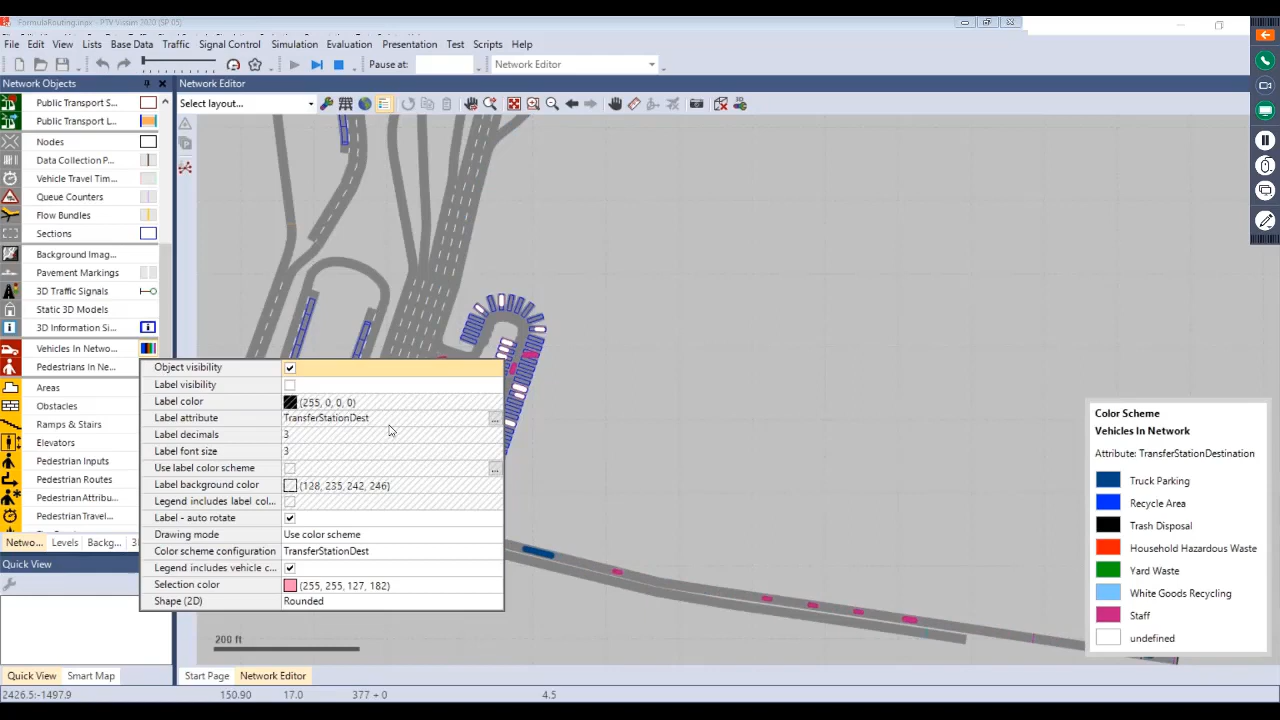 FormulaRouting.inpx - PTV Vissim 2020 (SP 05)
File Edit View Lists Base Data Traffic Signal Control Simulation Evaluation Presentation Test Scripts Help
Pause at: Network Editor
Network Objects
Network Editor
Select layout...
Public Transport S...
Public Transport L...
Nodes
Data Collection P...
Vehicle Travel Tim...
Queue Counters
Flow Bundles
Sections
Background Imag...
Pavement Markings
3D Traffic Signals
Static 3D Models
3D Information Si...
Vehicles In Netwo...
Pedestrians In Ne...
Areas
Obstacles
Ramps & Stairs
Elevators
Pedestrian Inputs
Pedestrian Routes
Pedestrian Attribu...
Pedestrian Travel...
Object visibility
Label visibility
Label color (255, 0, 0, 0)
Label attribute TransferStationDest ...
Label decimals 3
Label font size 3
Use label color scheme ...
Label background color (128, 235, 242, 246)
Legend includes label col...
Label - auto rotate
Drawing mode Use color scheme
Color scheme configuration TransferStationDest
Legend includes vehicle c...
Selection color (255, 255, 127, 182)
Shape (2D) Rounded
Color Scheme
Vehicles In Network
Attribute: TransferStationDestination
Truck Parking
Recycle Area
Trash Disposal
Household Hazardous Waste
Yard Waste
White Goods Recycling
Staff
undefined
Netwo... Levels Backg...
Quick View
200 ft
Quick View Smart Map
Start Page Network Editor
2426.5:-1497.9 150.90 17.0 377 + 0 4.5